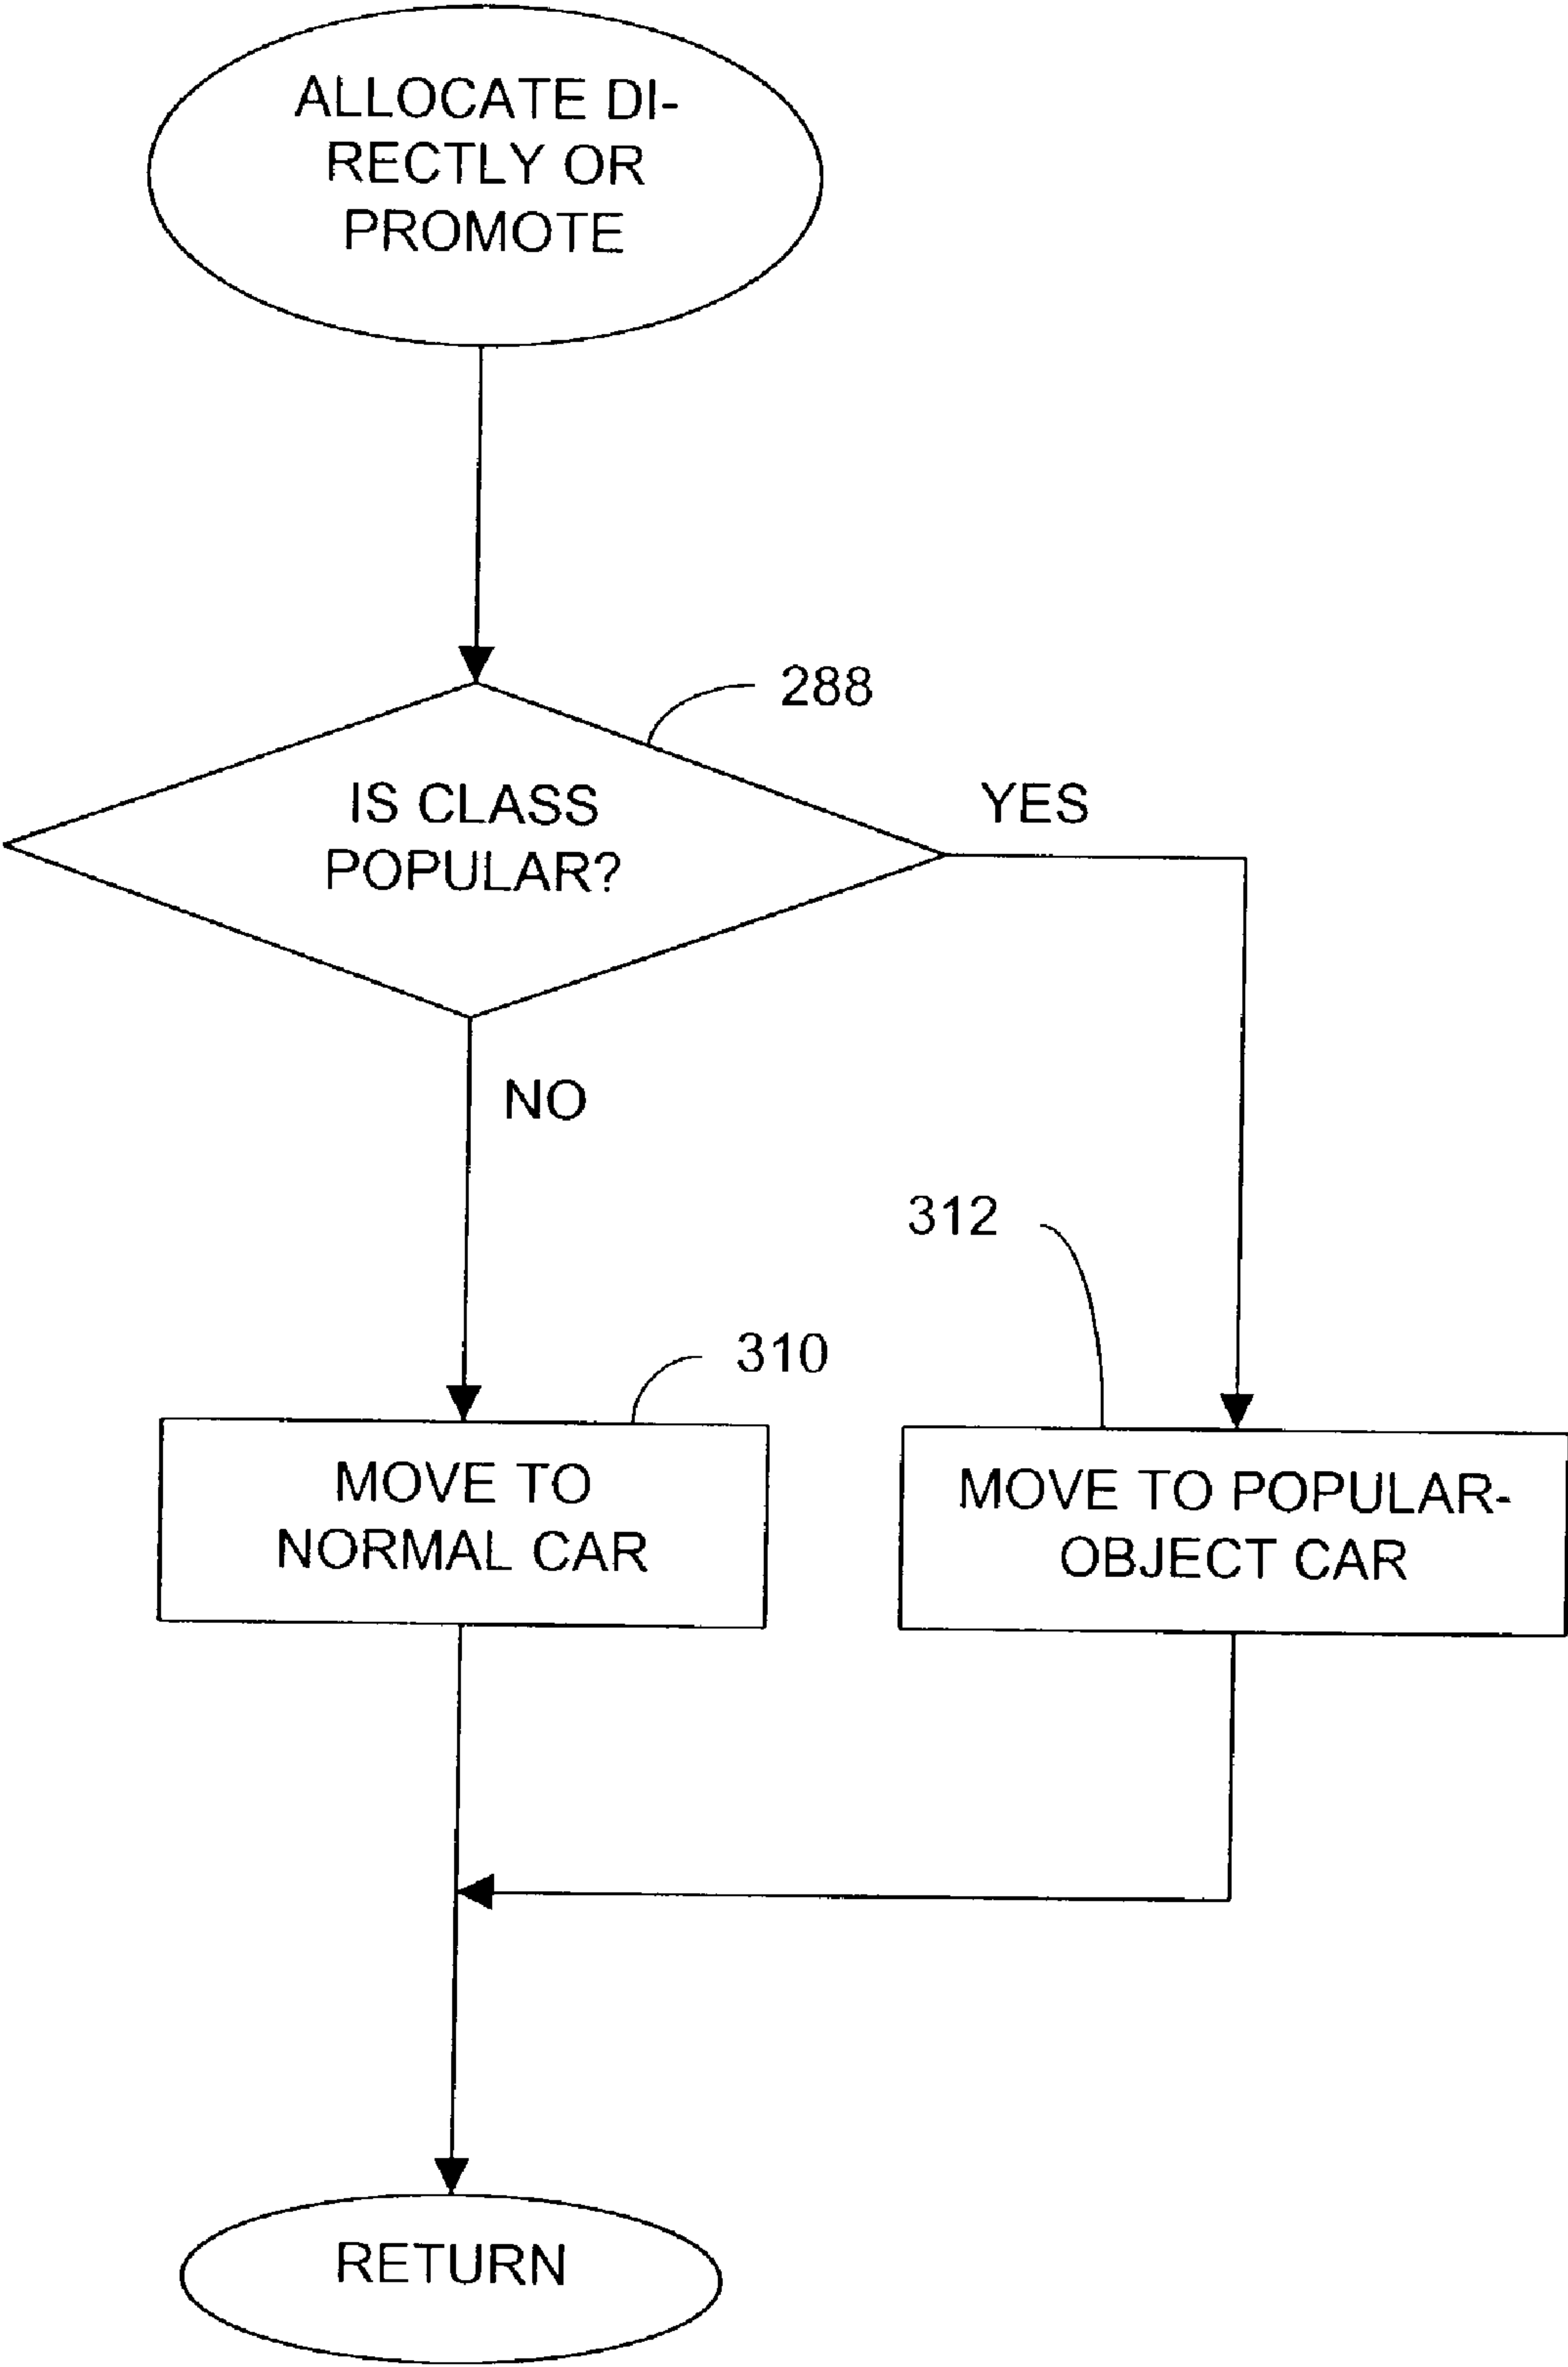 ALLOCATE DI-
RECTLY OR
PROMOTE
288
IS CLASS
POPULAR?
YES
NO
312
310
MOVE TO
NORMAL CAR
MOVE TO POPULAR-
OBJECT CAR
RETURN